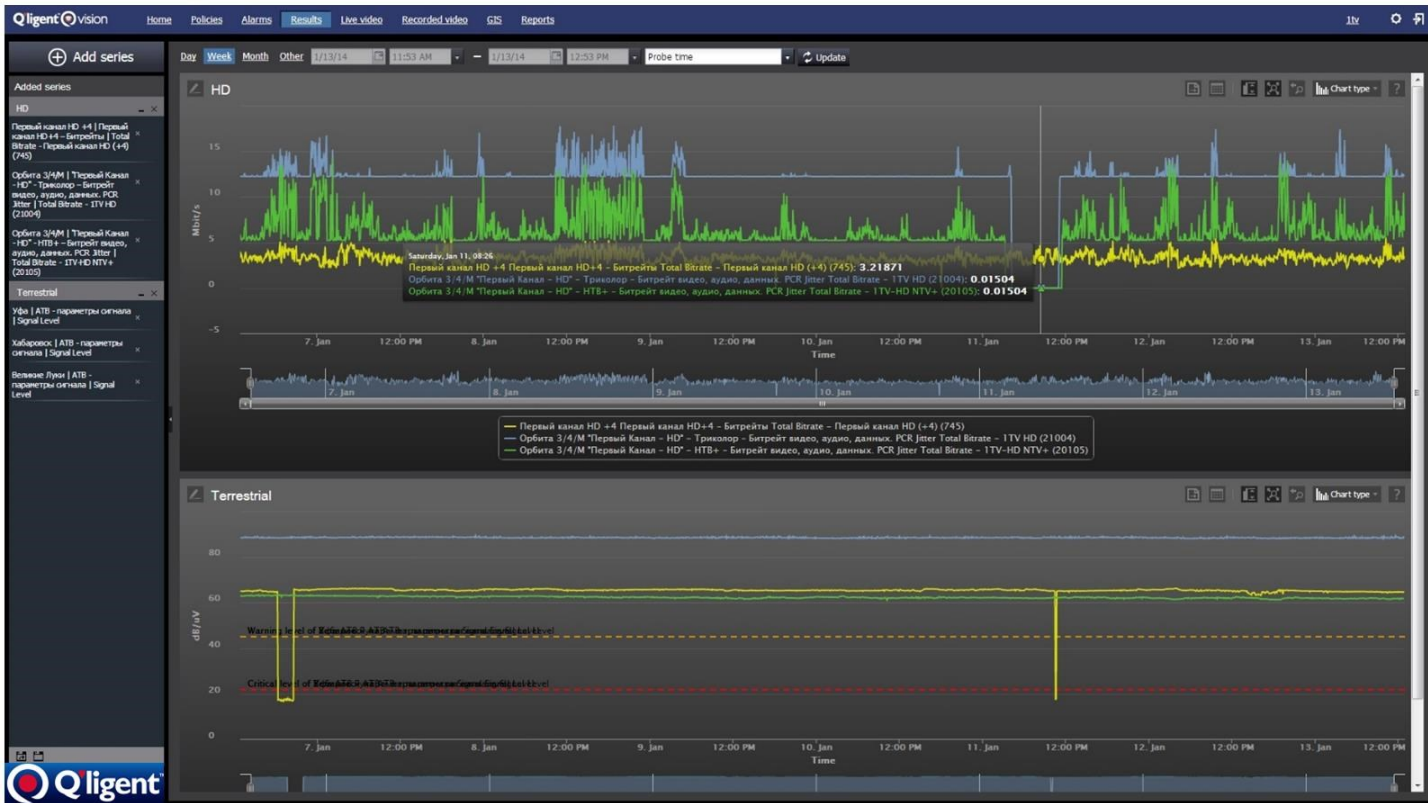 Q'ligent vision
Home Policies Alarms Results Live video Recorded video GIS Reports 1tv
Add series
Day Week Month Other 1/13/14 11:53 AM – 1/13/14 12:53 PM Probe time Update
Added series
HD
Первый канал HD +4 | Первый
канал HD+4 – Битрейты | Total
Bitrate - Первый канал HD (+4)
(745)
Орбита 3/4/М | "Первый Канал
- HD" -Триколор – Битрейт
видео, аудио, данных. PCR
Jitter | Total Bitrate - 1TV HD
(21004)
Орбита 3/4/М | "Первый Канал
- HD" - НТВ+ – Битрейт видео,
аудио, данных. PCR Jitter |
Total Bitrate - 1TV-HD NTV+
(20105)
Terrestrial
Уфа | АТВ - параметры сигнала
| Signal Level
Хабаровск | АТВ - параметры
сигнала | Signal Level
Великие Луки | АТВ -
параметры сигнала | Signal
Level
Q'ligent
HD
Chart type ?
15
10
5
0
-5
Mbit/s
Saturday, Jan 11, 08:26
Первый канал HD +4 Первый канал HD+4 – Битрейты Total Bitrate – Первый канал HD (+4) (745): 3.21871
Орбита 3/4/М "Первый Канал – HD" – Триколор – Битрейт видео, аудио, данных. PCR Jitter Total Bitrate – 1TV HD (21004): 0.01504
Орбита 3/4/М "Первый Канал – HD" – НТВ+ – Битрейт видео, аудио, данных. PCR Jitter Total Bitrate – 1TV-HD NTV+ (20105): 0.01504
7. Jan 12:00 PM 8. Jan 12:00 PM 9. Jan 12:00 PM 10. Jan 12:00 PM 11. Jan 12:00 PM 12. Jan 12:00 PM 13. Jan 12:00 PM
Time
7. Jan 8. Jan 9. Jan 10. Jan 11. Jan 12. Jan 13. Jan
Первый канал HD +4 Первый канал HD+4 – Битрейты Total Bitrate – Первый канал HD (+4) (745)
Орбита 3/4/М "Первый Канал – HD" – Триколор – Битрейт видео, аудио, данных. PCR Jitter Total Bitrate – 1TV HD (21004)
Орбита 3/4/М "Первый Канал – HD" – НТВ+ – Битрейт видео, аудио, данных. PCR Jitter Total Bitrate – 1TV-HD NTV+ (20105)
Terrestrial
Chart type ?
80
60
40
20
0
dB/uV
Warning level of
Critical level of
7. Jan 12:00 PM 8. Jan 12:00 PM 9. Jan 12:00 PM 10. Jan 12:00 PM 11. Jan 12:00 PM 12. Jan 12:00 PM 13. Jan 12:00 PM
Time